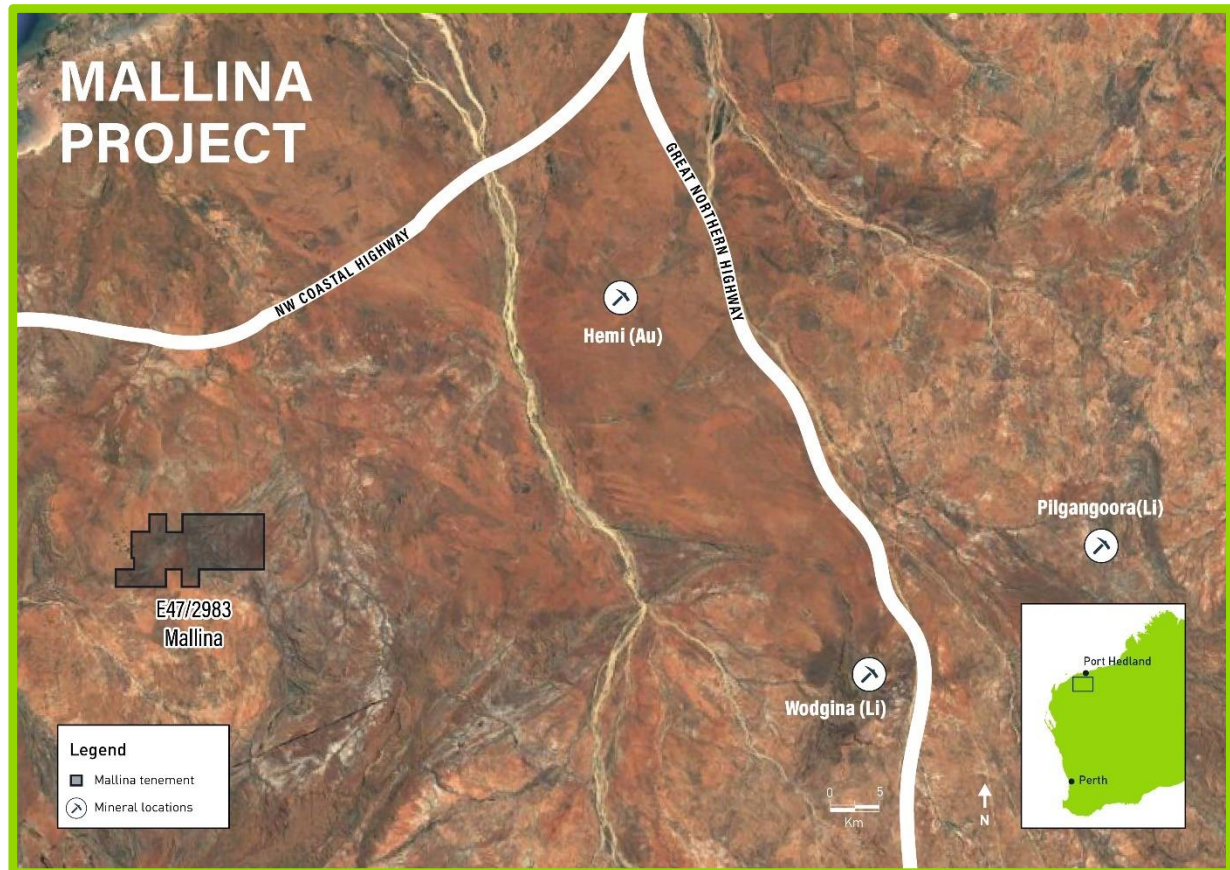 MALLINA
PROJECT
NW COASTAL HIGHWAY
GREAT NORTHERN HIGHWAY
Hemi (Au)
Pilgangoora(Li)
E47/2983
Mallina
Wodgina (Li)
Legend
Mallina tenement
Mineral locations
0 5
Km
N
Port Hedland
Perth